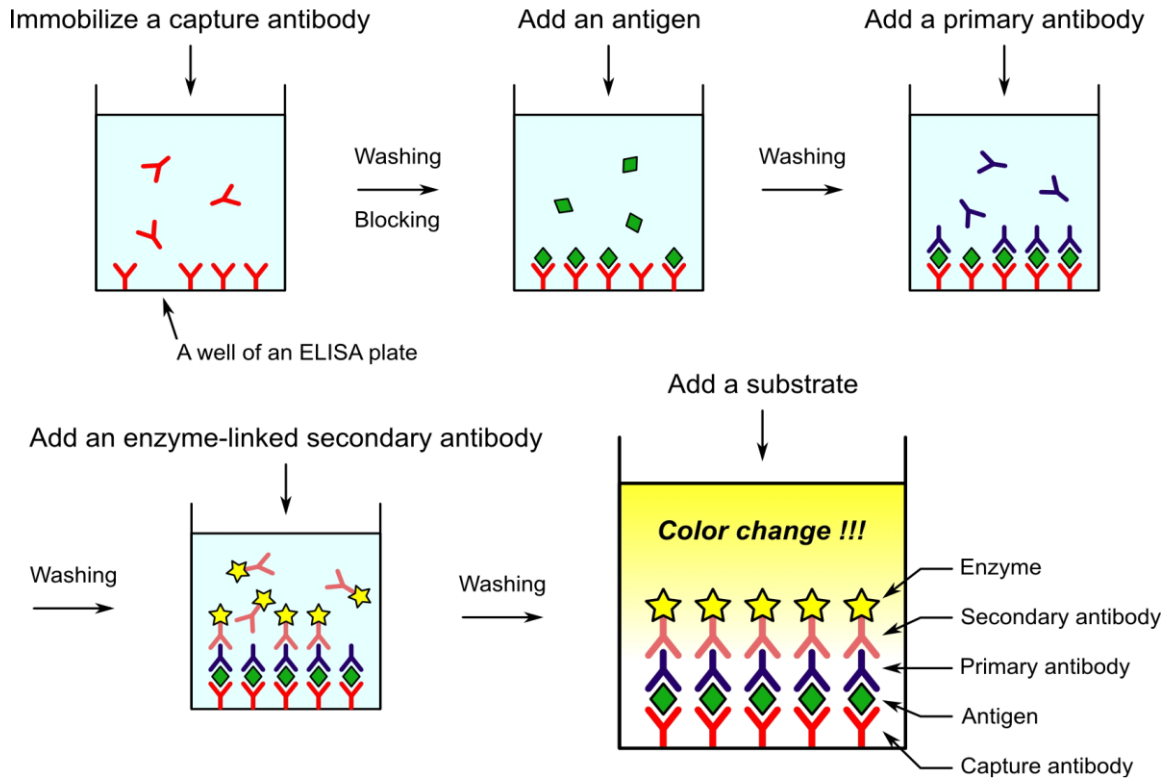 Immobilize a capture antibody
Add an antigen
Add a primary antibody
Washing
Blocking
Washing
A well of an ELISA plate
Add an enzyme-linked secondary antibody
Add a substrate
Washing
Washing
Color change !!!
Enzyme
Secondary antibody
Primary antibody
Antigen
Capture antibody